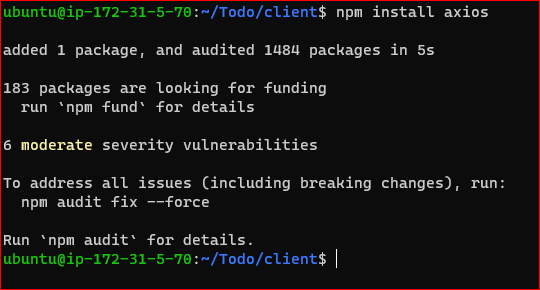 ubuntu@ip-172-31-5-70:~/Todo/client$ npm install axios
added 1 package, and audited 1484 packages in 5s
183 packages are looking for funding
run `npm fund` for details
6 moderate severity vulnerabilities
To address all issues (including breaking changes), run:
npm audit fix --force
Run `npm audit` for details.
ubuntu@ip-172-31-5-70:~/Todo/client$